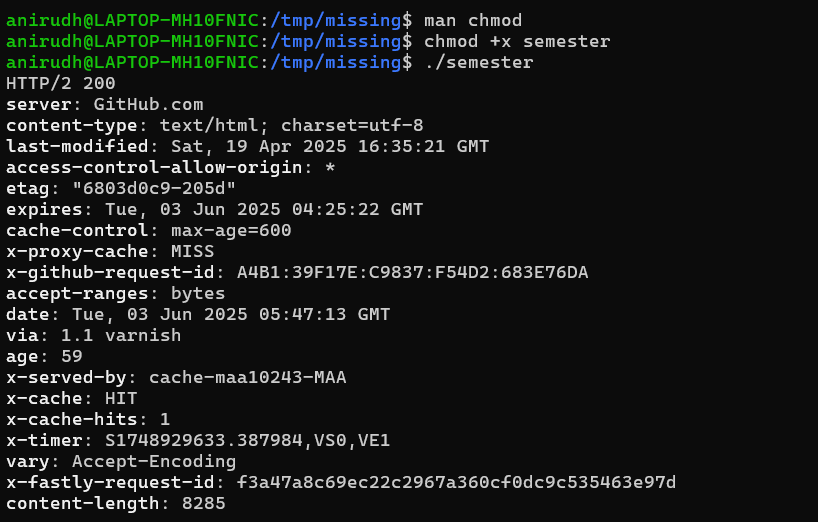 anirudh@LAPTOP-MH10FNIC:/tmp/missing$ man chmod
anirudh@LAPTOP-MH10FNIC:/tmp/missing$ chmod +x semester
anirudh@LAPTOP-MH10FNIC:/tmp/missing$ ./semester
HTTP/2 200
server: GitHub.com
content-type: text/html; charset=utf-8
last-modified: Sat, 19 Apr 2025 16:35:21 GMT
access-control-allow-origin: *
etag: "6803d0c9-205d"
expires: Tue, 03 Jun 2025 04:25:22 GMT
cache-control: max-age=600
x-proxy-cache: MISS
x-github-request-id: A4B1:39F17E:C9837:F54D2:683E76DA
accept-ranges: bytes
date: Tue, 03 Jun 2025 05:47:13 GMT
via: 1.1 varnish
age: 59
x-served-by: cache-maa10243-MAA
x-cache: HIT
x-cache-hits: 1
x-timer: S1748929633.387984,VS0,VE1
vary: Accept-Encoding
x-fastly-request-id: f3a47a8c69ec22c2967a360cf0dc9c535463e97d
content-length: 8285